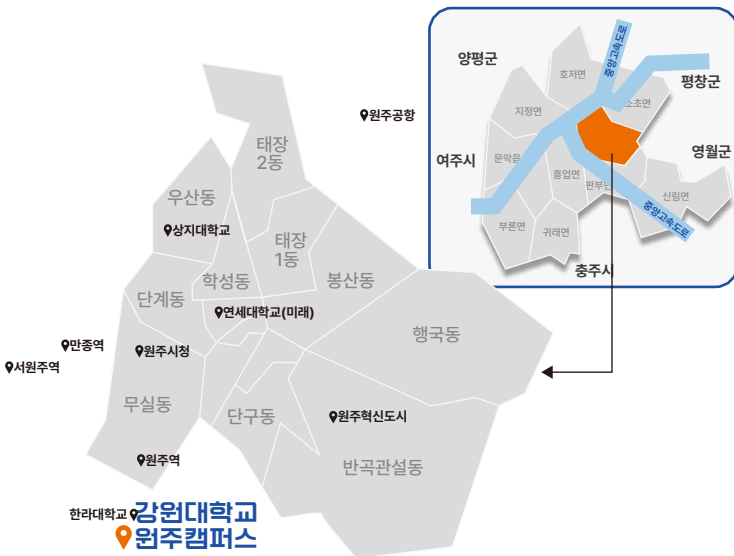 양평군
호저면
중앙고속도로
평창군
소초면
지정면
원주공항
여주시
문막읍
영월군
흥업면
판부면
신림면
중앙고속도로
부론면
귀래면
충주시
태장
2동
우산동
상지대학교
태장
1동
학성동
봉산동
단계동
연세대학교(미래)
행국동
만종역
원주시청
서원주역
무실동
단구동
원주혁신도시
원주역
반곡관설동
한라대학교
강원대학교
원주캠퍼스